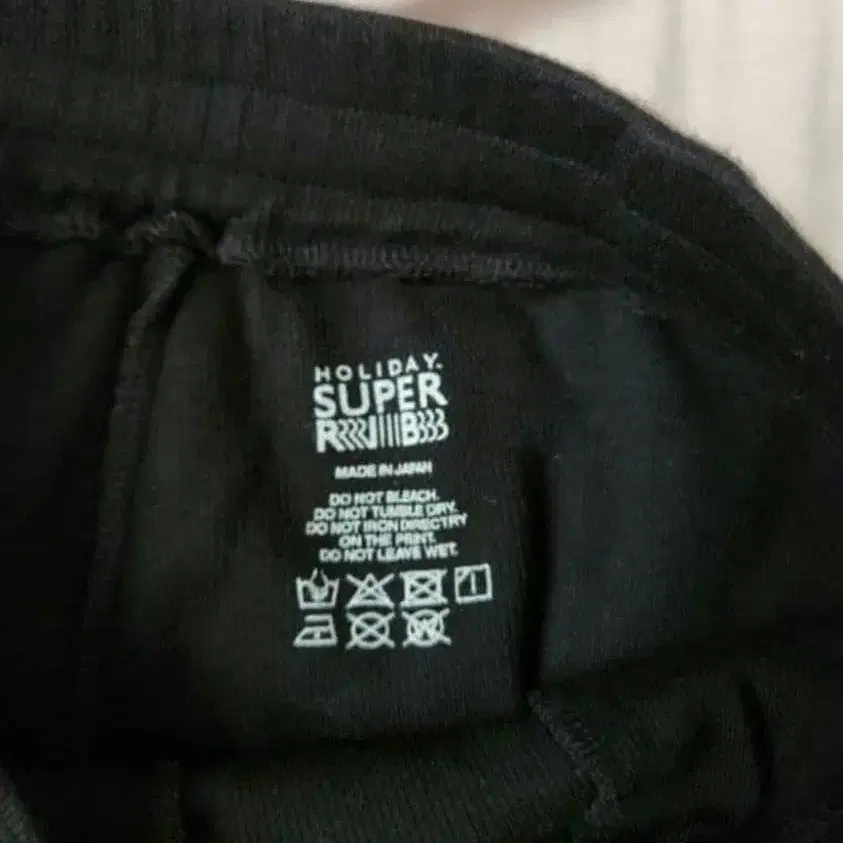 HOLIDAY.
SUPER
RIB
MADE IN JAPAN
DO NOT BLEACH.
DO NOT TUMBLE DRY.
DO NOT IRON DIRECTRY
ON THE PRINT.
DO NOT LEAVE WET.
W